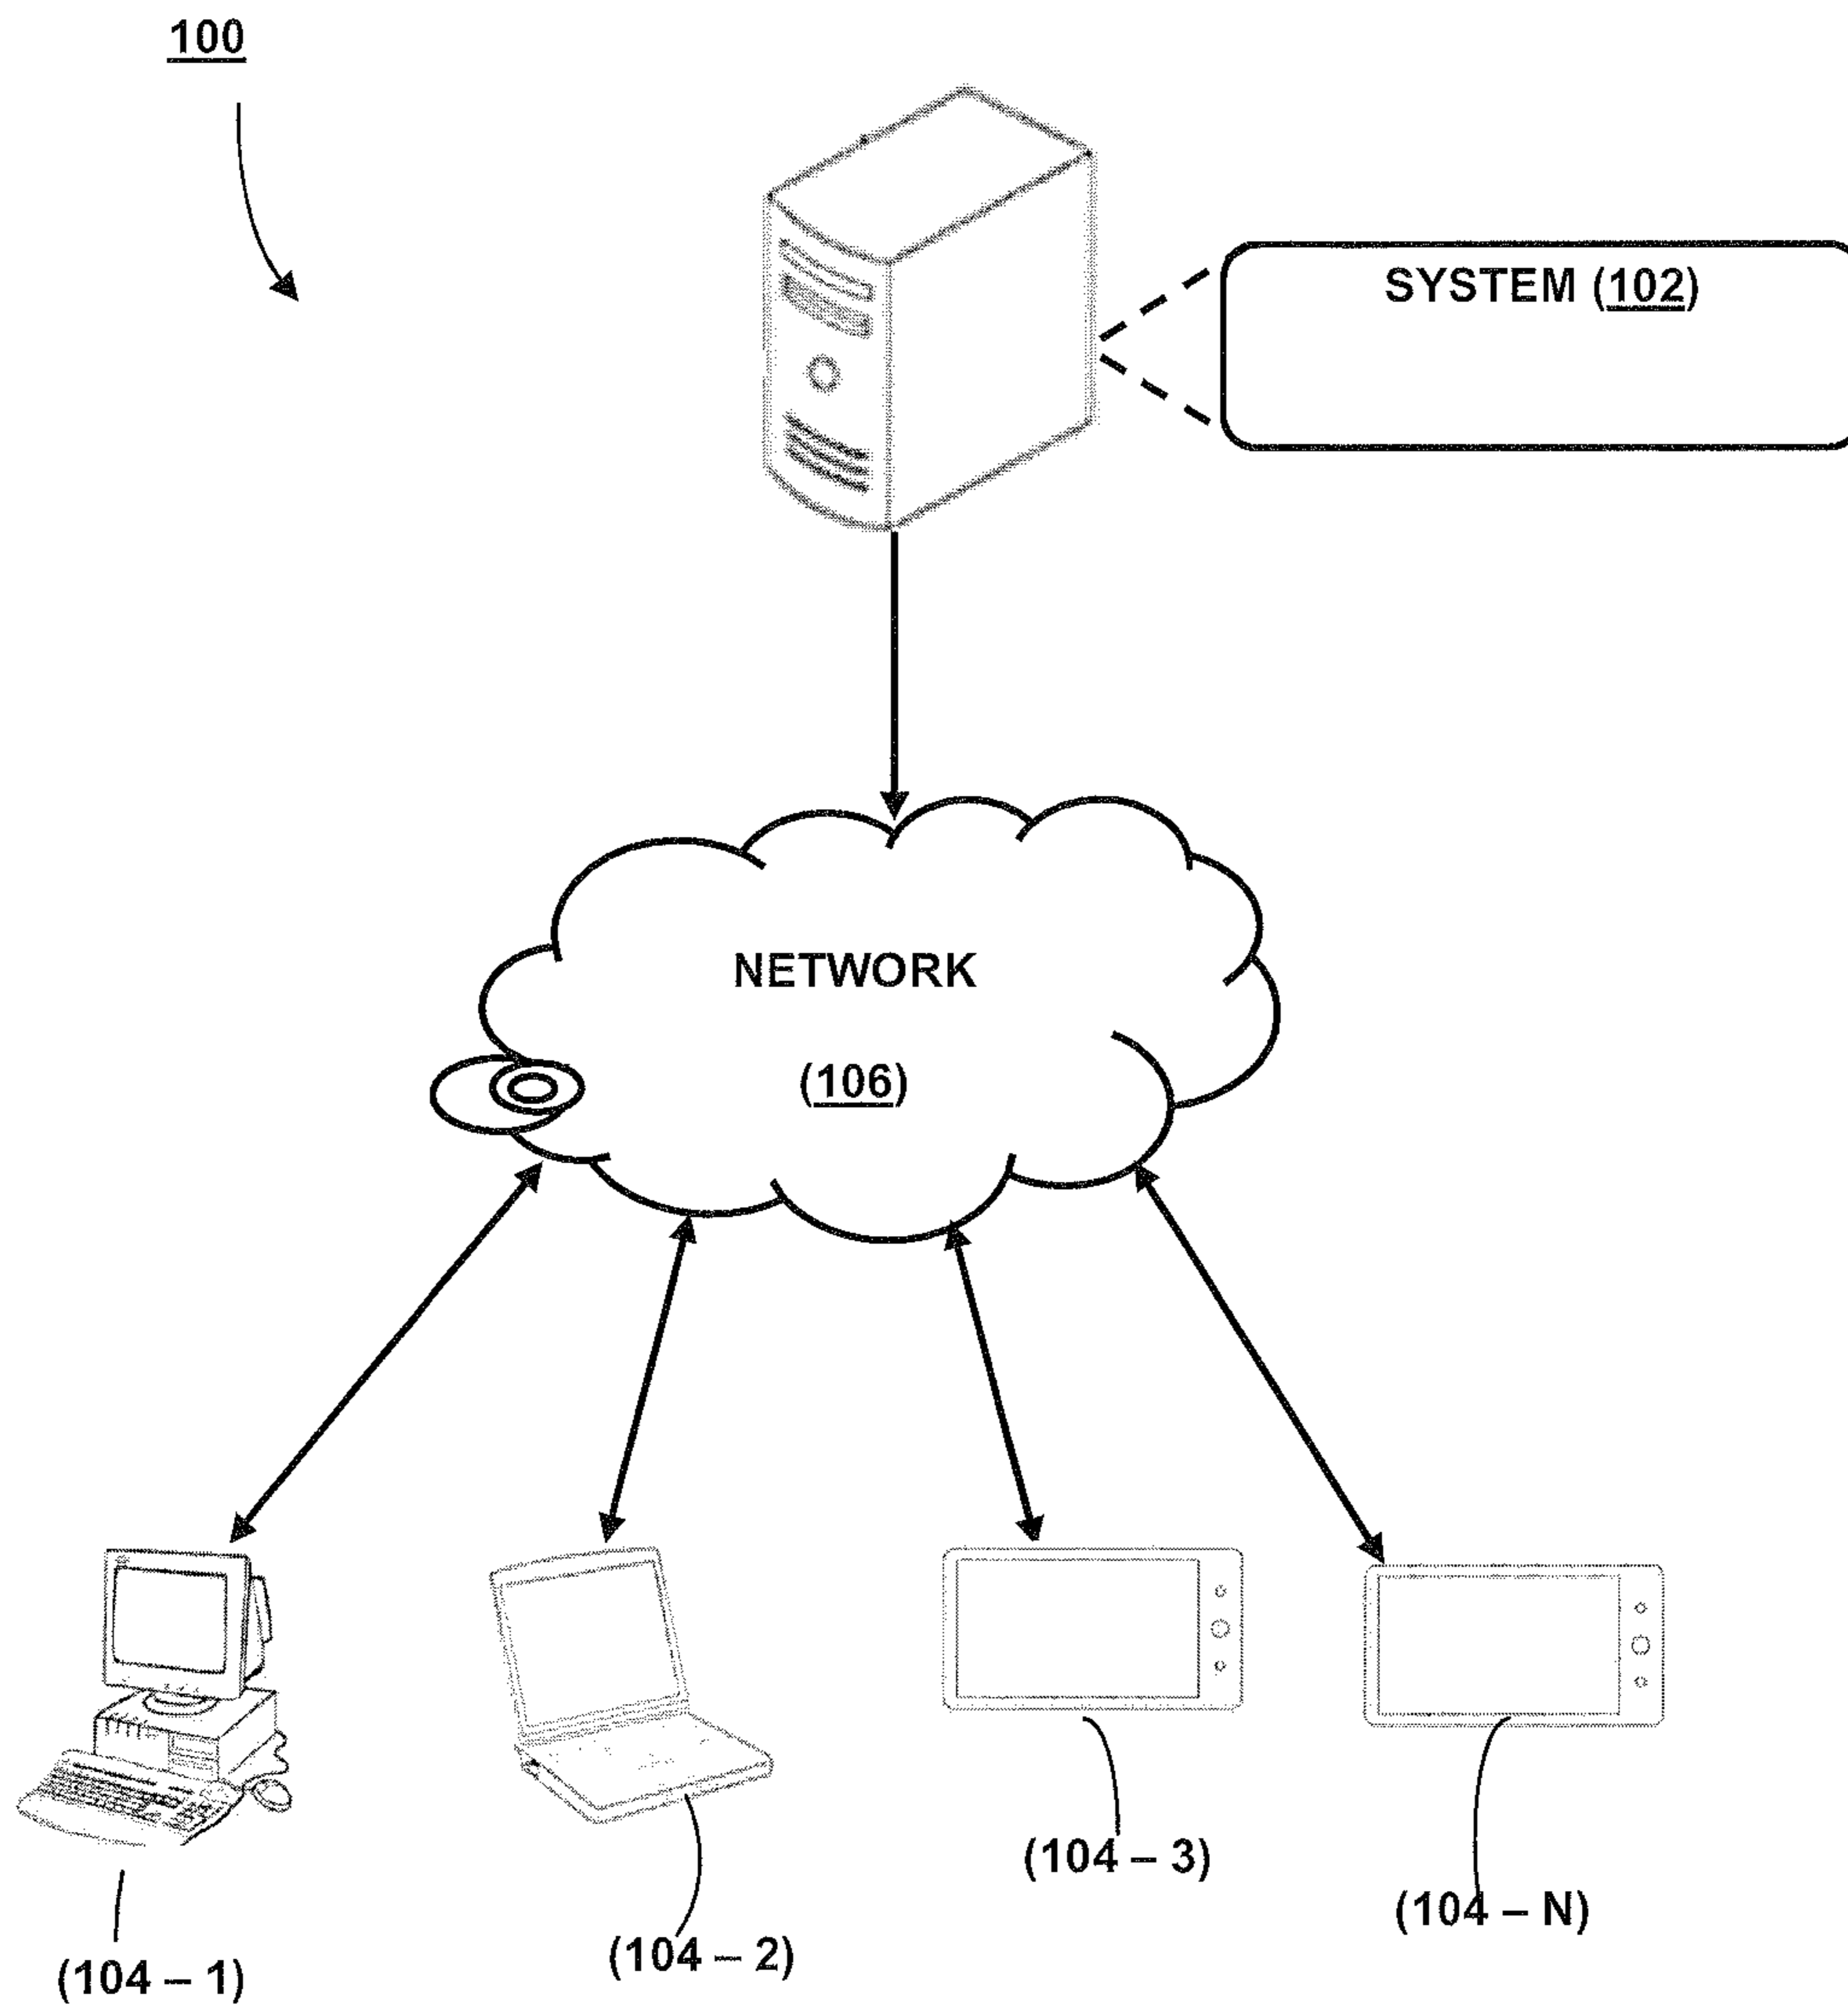 100
SYSTEM (102)
NETWORK
(106)
(104 – 3)
(104 – N)
(104 – 2)
(104 – 1)